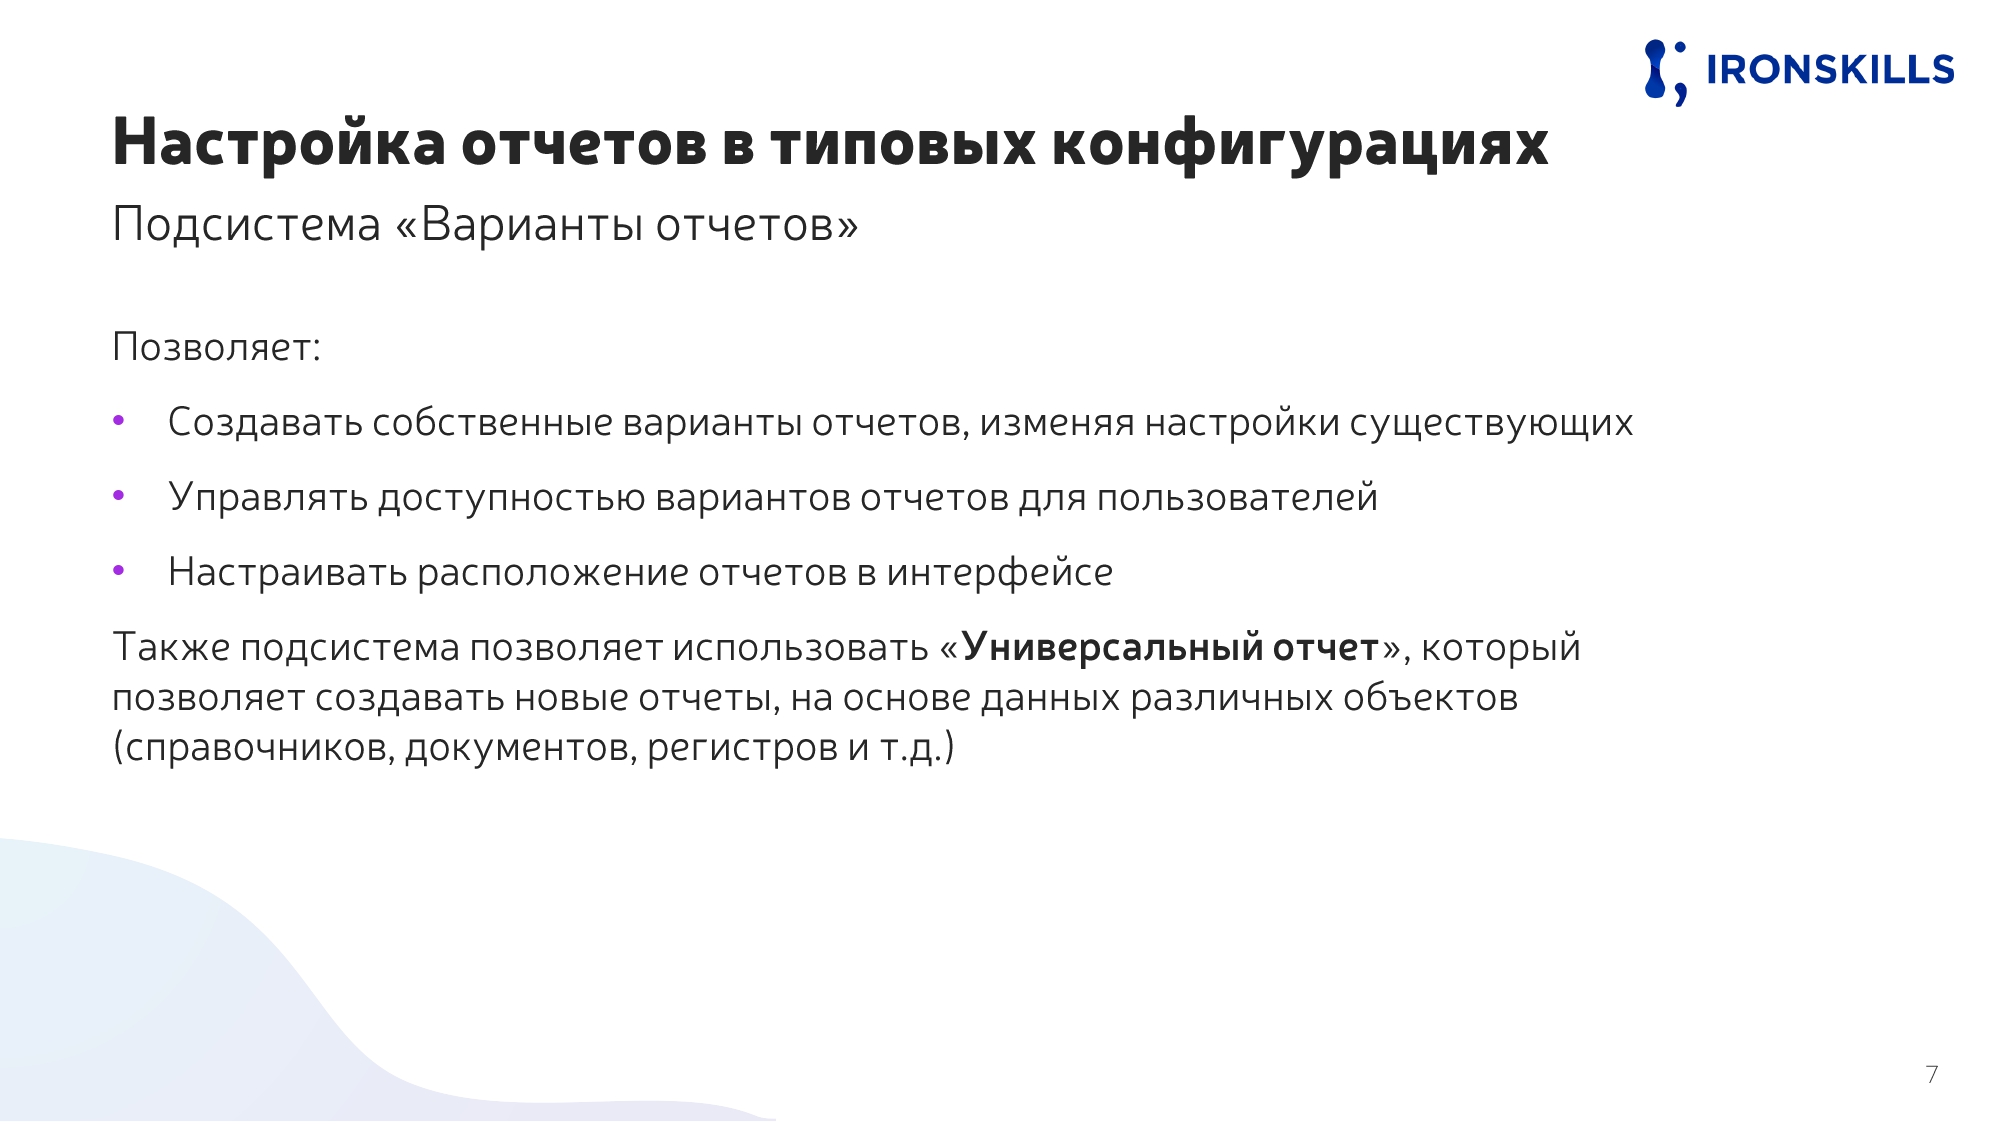 IRONSKILLS
Настройка отчетов в типовых конфигурациях
Подсистема «Варианты отчетов»
Позволяет:
• Создавать собственные варианты отчетов, изменяя настройки существующих
• Управлять доступностью вариантов отчетов для пользователей
• Настраивать расположение отчетов в интерфейсе
Также подсистема позволяет использовать «Универсальный отчет», который
позволяет создавать новые отчеты, на основе данных различных объектов
(справочников, документов, регистров и т.д.)
7